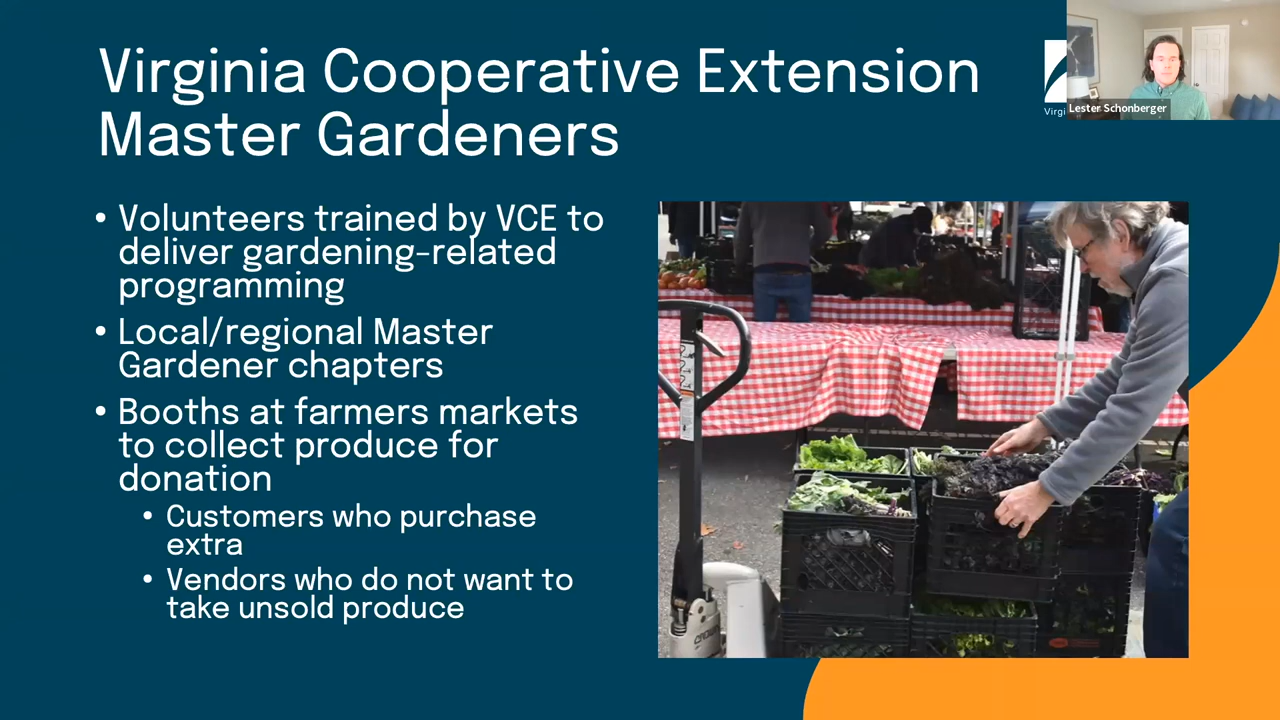 Virginia Cooperative Extension
Master Gardeners
Lester Schonberger
• Volunteers trained by VCE to
deliver gardening-related
programming
• Local/regional Master
Gardener chapters
• Booths at farmers markets
to collect produce for
donation
• Customers who purchase
extra
• Vendors who do not want to
take unsold produce